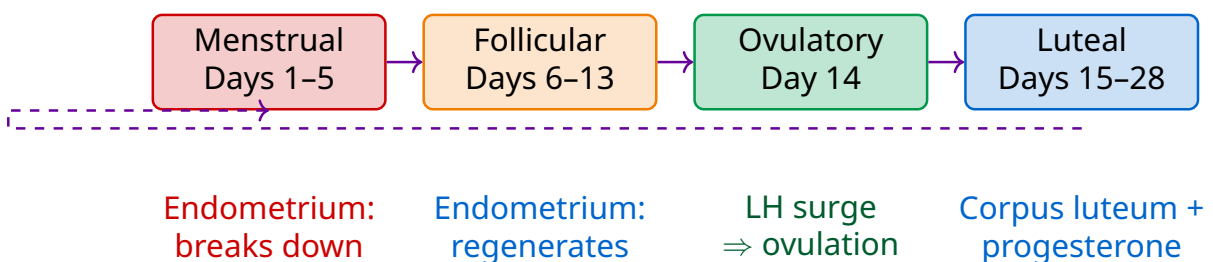 Menstrual
Days 1–5
Follicular
Days 6–13
Ovulatory
Day 14
Luteal
Days 15–28
Endometrium:
breaks down
Endometrium:
regenerates
LH surge
⇒ ovulation
Corpus luteum +
progesterone